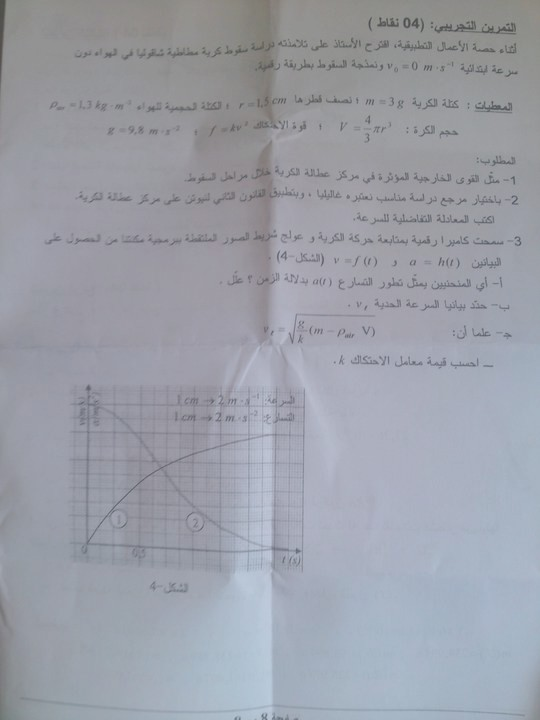 التمرين التجريبي: (04 نقاط)
أثناء حصة الأعمال التطبيقية، اقترح الأستاذ على تلامذته دراسة سقوط كرية مطاطية شاقوليا في الهواء دون
سرعة ابتدائية v₀ = 0 m·s⁻¹ ونمذجة السقوط بطريقة رقمية.
المعطيات : كتلة الكرية m = 3 g ؛ نصف قطرها r = 1,5 cm ؛ الكتلة الحجمية للهواء ρair = 1,3 kg·m⁻³
حجم الكرة : V = 4/3 πr³ ؛ قوة الاحتكاك f = kv² ؛ g = 9,8 m·s⁻²
المطلوب:
1- مثّل القوى الخارجية المؤثرة في مركز عطالة الكرية خلال مراحل السقوط.
2- باختيار مرجع دراسة مناسب نعتبره غاليليا ، وبتطبيق القانون الثاني لنيوتن على مركز عطالة الكرية.
اكتب المعادلة التفاضلية للسرعة.
3- سمحت كاميرا رقمية بمتابعة حركة الكرية و عولج شريط الصور الملتقطة ببرمجية مكنتنا من الحصول على
البيانين a = h(t) و v = f(t) (الشكل-4) .
أ- أي المنحنيين يمثّل تطور التسارع a(t) بدلالة الزمن ؟ علّل .
ب- حدّد بيانيا السرعة الحدية vℓ .
ج- علما أن: vℓ = √(g/k (m − ρair V))
ــ احسب قيمة معامل الاحتكاك k.
السرعة: 1 cm → 2 m·s⁻¹
التسارع: 1 cm → 2 m·s⁻²
1
2
0
0,5
t (s)
الشكل-4